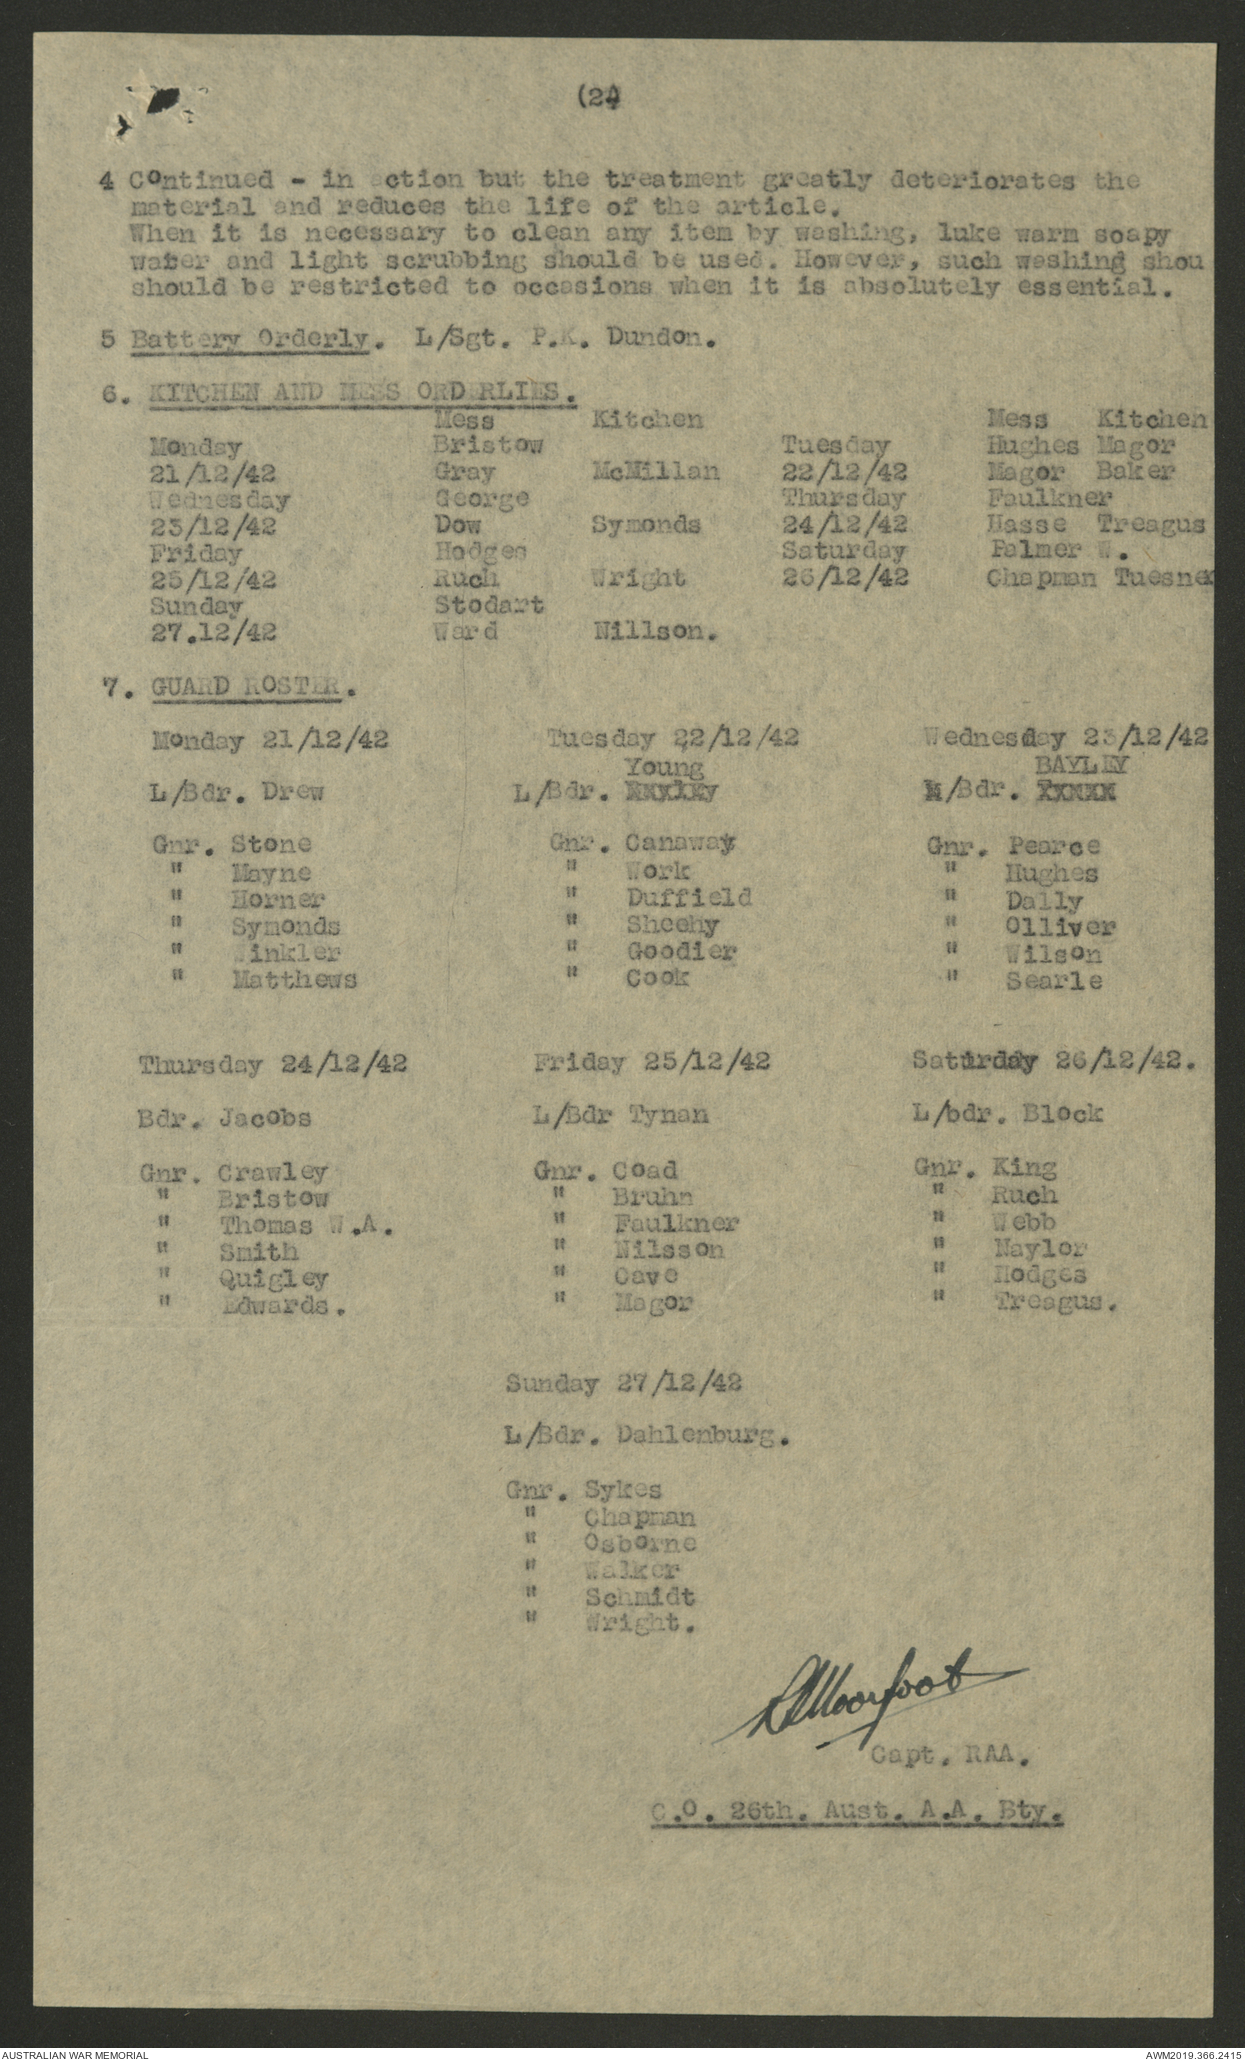 (2)
4 Continued - in action but the treatment greatly deteriorates the
material and reduces the life of the article.
When it is necessary to clean any item by washing, luke warm soapy
water and light scrubbing should be used. However, such washing shou
should be restricted to occasions when it is absolutely essential.
5 Battery Orderly. L/Sgt. P.K. Dundon.
6. KITCHEN AND MESS ORDERLIES.
Mess Kitchen Mess Kitchen
Monday Bristow Tuesday Hughes Magor
21/12/42 Gray McMillan 22/12/42 Magor Baker
Wednesday George Thursday Faulkner
23/12/42 Dow Symonds 24/12/42 Hasse Treagus
Friday Hodges Saturday Palmer W.
25/12/42 Ruch Wright 26/12/42 Chapman Tuesner
Sunday Stodart
27.12/42 Ward Nillson.
7. GUARD ROSTER.
Monday 21/12/42 Tuesday 22/12/42 Wednesday 23/12/42
Young BAYLEY
L/Bdr. Drew L/Bdr. /Bdr.
Gnr. Stone Gnr. Canaway Gnr. Pearce
" Mayne " Work " Hughes
" Horner " Duffield " Dally
" Symonds " Sheehy " Olliver
" Winkler " Goodier " Wilson
" Matthews " Cook " Searle
Thursday 24/12/42 Friday 25/12/42 Saturday 26/12/42.
Bdr. Jacobs L/Bdr Tynan L/bdr. Block
Gnr. Crawley Gnr. Coad Gnr. King
" Bristow " Bruhn " Ruch
" Thomas W.A. " Faulkner " Webb
" Smith " Nilsson " Naylor
" Quigley " Cave " Hodges
" Edwards. " Magor " Treagus.
Sunday 27/12/42
L/Bdr. Dahlenburg.
Gnr. Sykes
" Chapman
" Osborne
" Walker
" Schmidt
" Wright.
Moorfoot
Capt. RAA.
C.O. 26th. Aust. A.A. Bty.
AUSTRALIAN WAR MEMORIAL AWM2019.366.2415